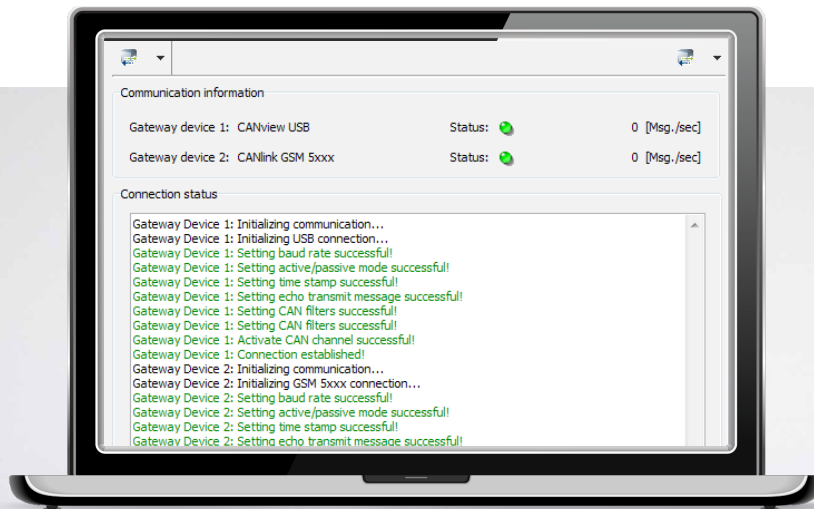 Communication information
Gateway device 1: CANview USB Status: 0 [Msg./sec]
Gateway device 2: CANlink GSM 5xxx Status: 0 [Msg./sec]
Connection status
Gateway Device 1: Initializing communication...
Gateway Device 1: Initializing USB connection...
Gateway Device 1: Setting baud rate successful!
Gateway Device 1: Setting active/passive mode successful!
Gateway Device 1: Setting time stamp successful!
Gateway Device 1: Setting echo transmit message successful!
Gateway Device 1: Setting CAN filters successful!
Gateway Device 1: Setting CAN filters successful!
Gateway Device 1: Activate CAN channel successful!
Gateway Device 1: Connection established!
Gateway Device 2: Initializing communication...
Gateway Device 2: Initializing GSM 5xxx connection...
Gateway Device 2: Setting baud rate successful!
Gateway Device 2: Setting active/passive mode successful!
Gateway Device 2: Setting time stamp successful!
Gateway Device 2: Setting echo transmit message successful!